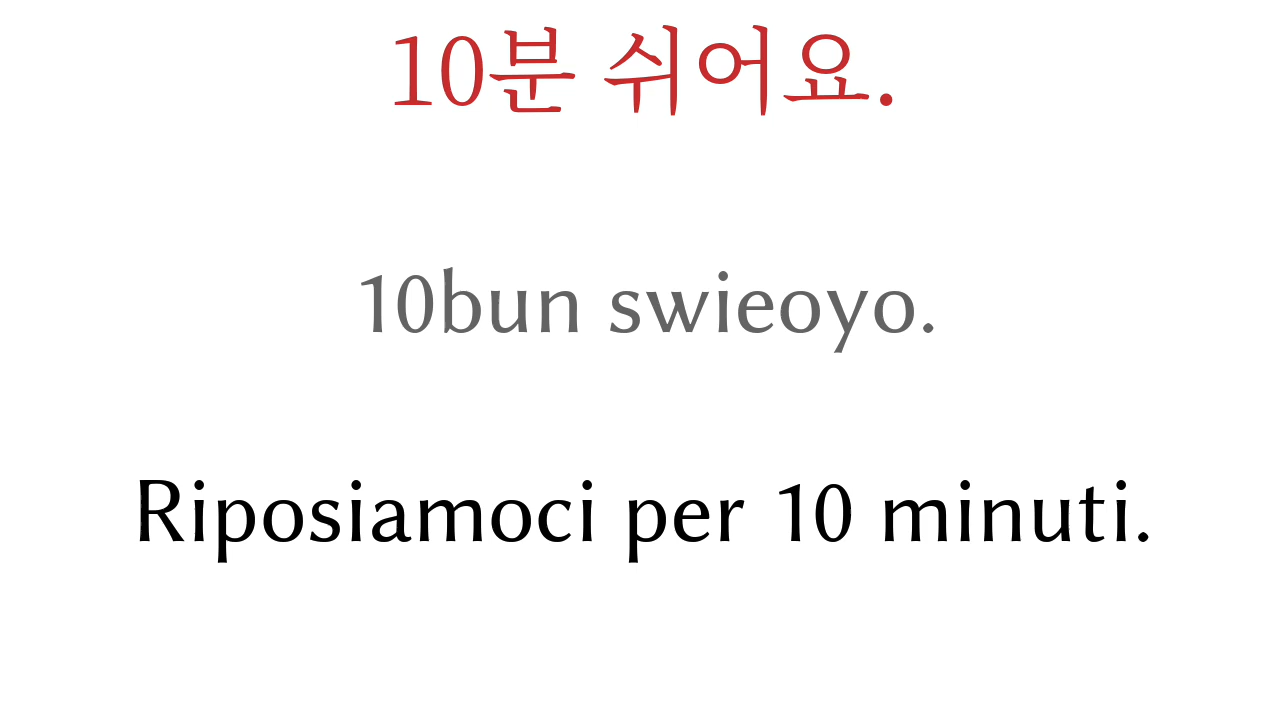 10분 쉬어요.
10bun swieoyo.
Riposiamoci per 10 minuti.